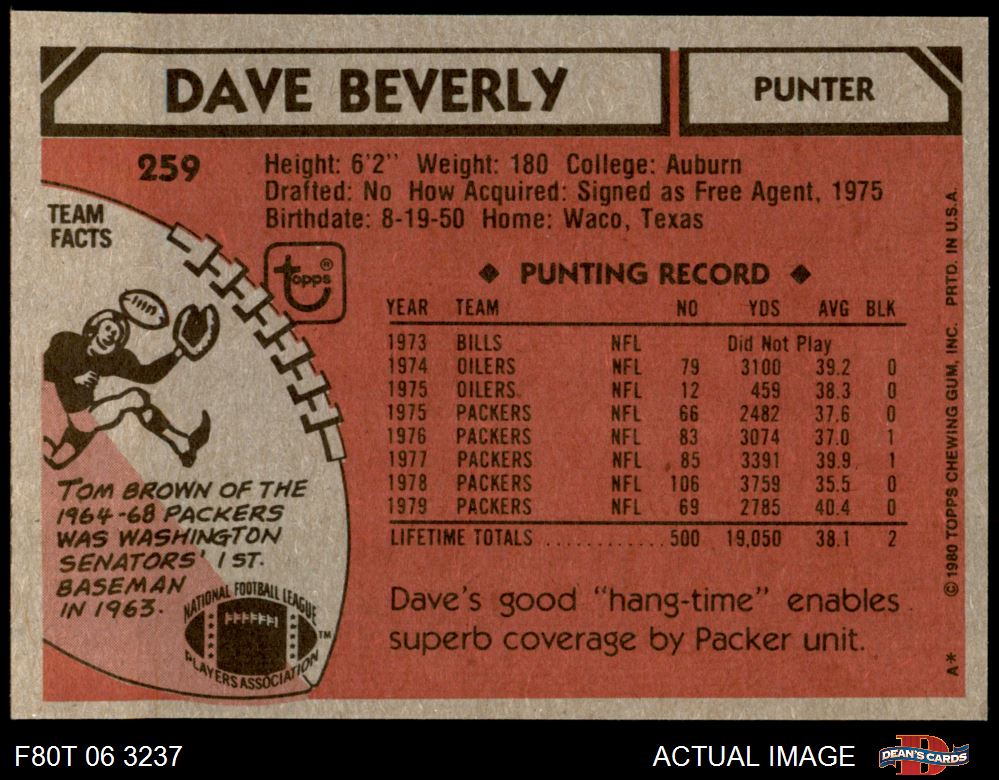 DAVE BEVERLY
PUNTER
259
Height: 6'2'' Weight: 180 College: Auburn
Drafted: No How Acquired: Signed as Free Agent, 1975
Birthdate: 8-19-50 Home: Waco, Texas
TEAM
FACTS
topps®
◆ PUNTING RECORD ◆
YEAR TEAM NO YDS AVG BLK
1973 BILLS NFL Did Not Play
1974 OILERS NFL 79 3100 39.2 0
1975 OILERS NFL 12 459 38.3 0
1975 PACKERS NFL 66 2482 37.6 0
1976 PACKERS NFL 83 3074 37.0 1
1977 PACKERS NFL 85 3391 39.9 1
1978 PACKERS NFL 106 3759 35.5 0
1979 PACKERS NFL 69 2785 40.4 0
LIFETIME TOTALS ............ 500 19,050 38.1 2
Dave's good "hang-time" enables
superb coverage by Packer unit.
TOM BROWN OF THE
1964-68 PACKERS
WAS WASHINGTON
SENATORS' 1ST.
BASEMAN
IN 1963.
NATIONAL FOOTBALL LEAGUE
PLAYERS ASSOCIATION
TM
A* © 1980 TOPPS CHEWING GUM, INC. PRTD. IN U.S.A.
F80T 06 3237
ACTUAL IMAGE
DEAN'S CARDS